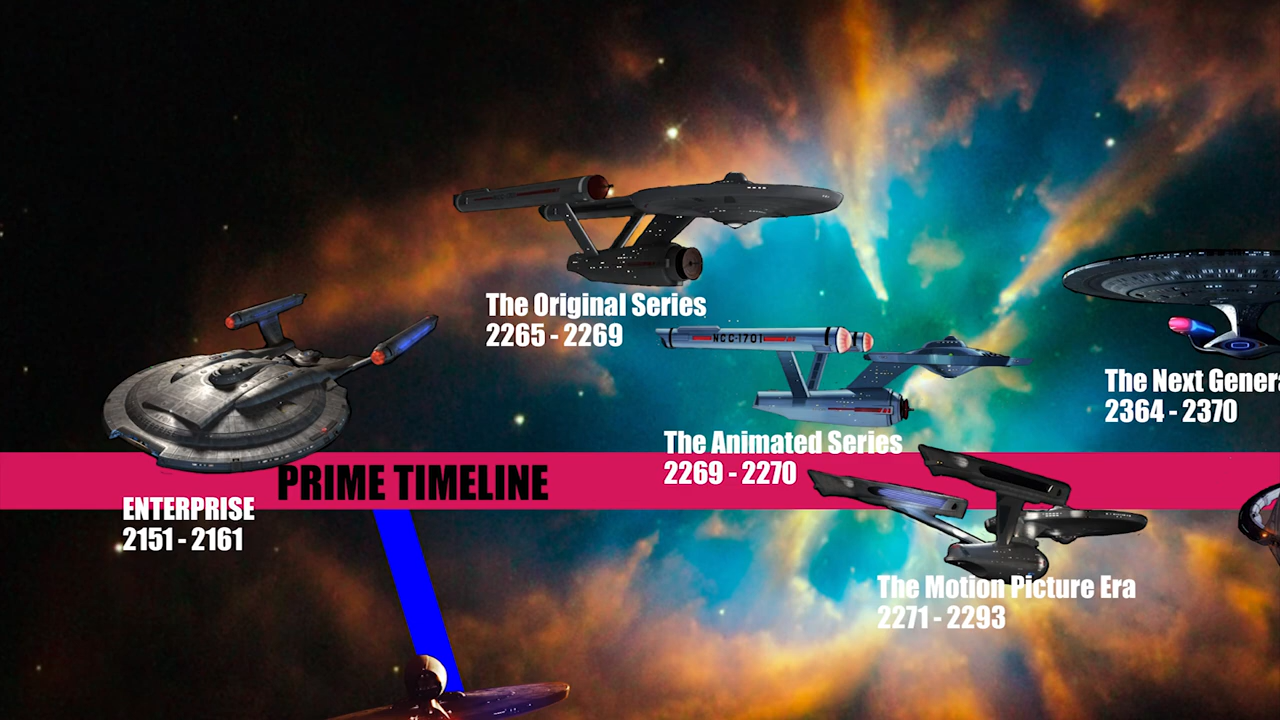 The Original Series
2265 - 2269
NCC-1701
The Next Genera
2364 - 2370
The Animated Series
2269 - 2270
PRIME TIMELINE
ENTERPRISE
2151 - 2161
The Motion Picture Era
2271 - 2293